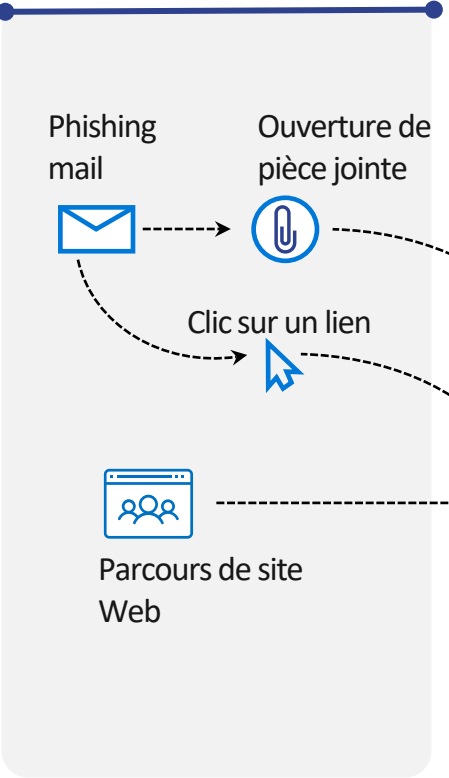 Phishing
mail
Ouverture de
pièce jointe
Clic sur un lien
Parcours de site
Web